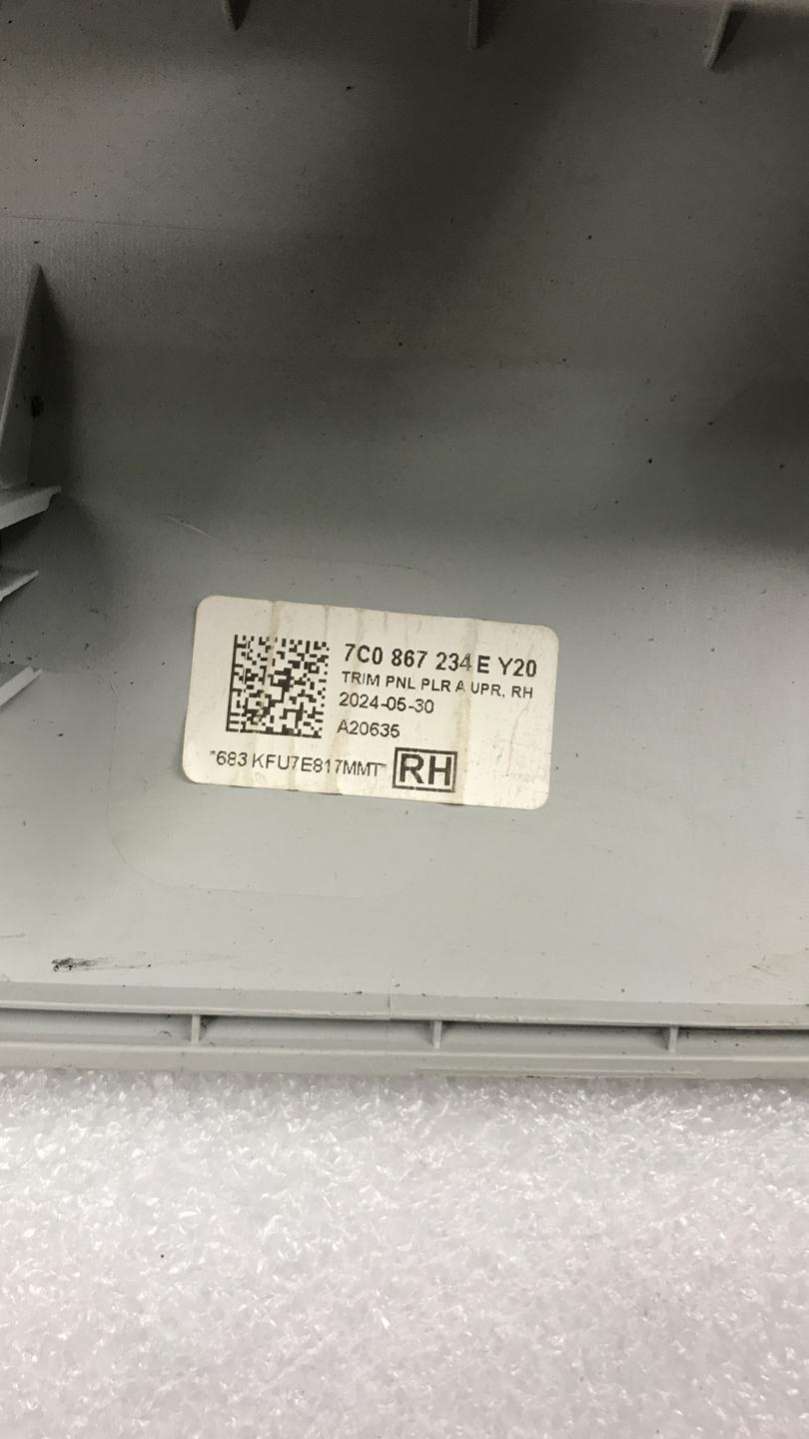 7C0 867 234 E Y20
TRIM PNL PLR A UPR, RH
2024-05-30
A20635
*683 KFU7E817MMT*
RH